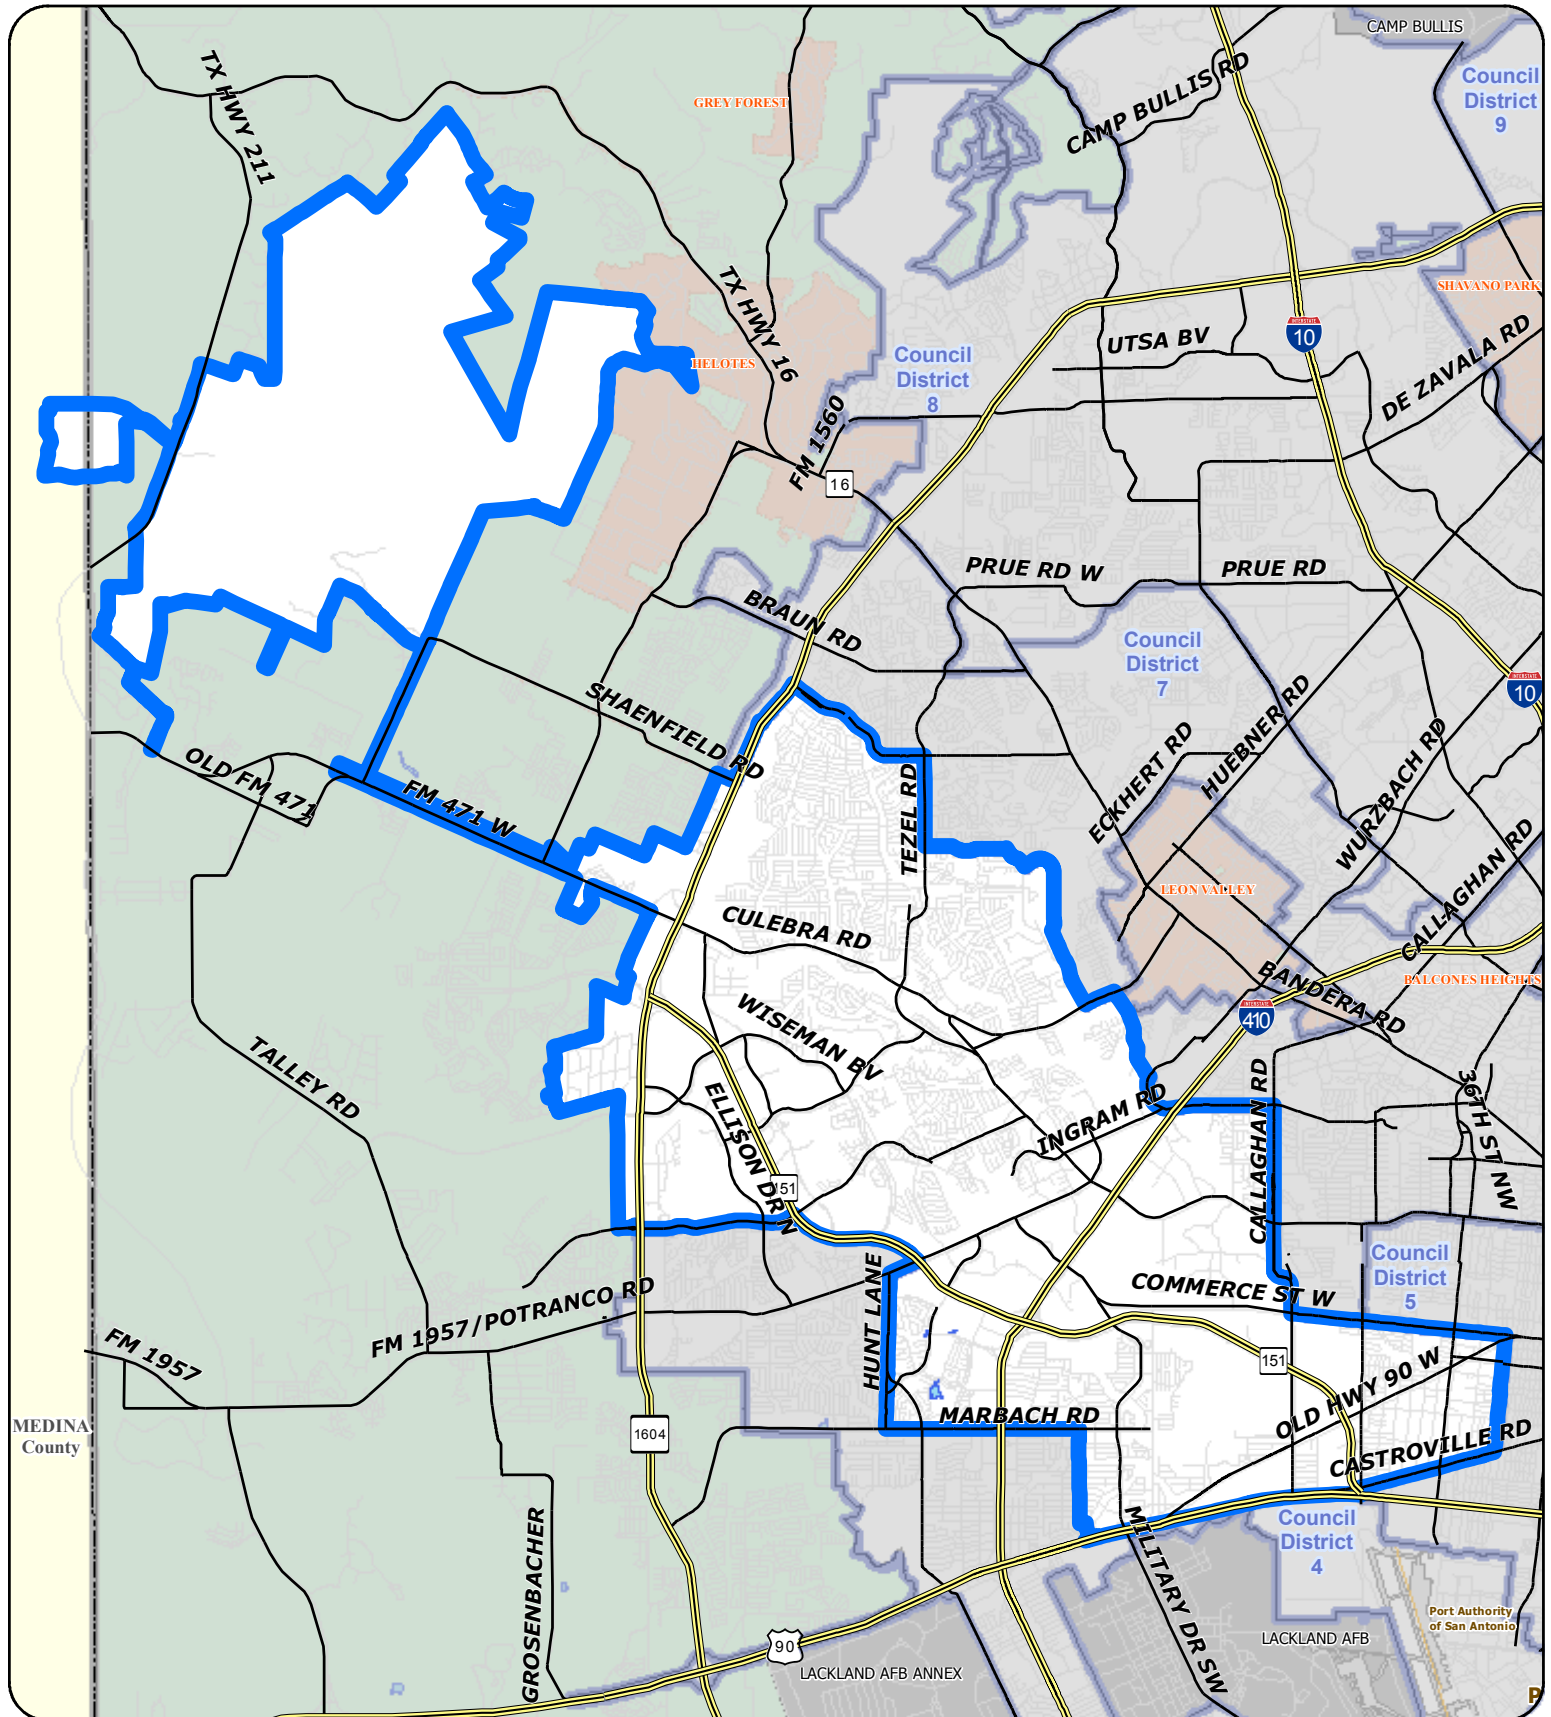 CAMP BULLIS
TX HWY 211
CAMP BULLIS RD
Council
District
9
GREY FOREST
TX HWY 16
SHAVANO PARK
INTERSTATE
10
UTSA BV
DE ZAVALA RD
Council
District
8
HELOTES
FM 1560
16
PRUE RD W
PRUE RD
BRAUN RD
Council
District
7
INTERSTATE
10
SHAENFIELD RD
HUEBNER RD
ECKHERT RD
WURZBACH RD
OLD FM 471
FM 471 W
TEZEL RD
CALLAGHAN RD
LEON VALLEY
CULEBRA RD
BANDERA RD
BALCONES HEIGHTS
INTERSTATE
410
WISEMAN BV
TALLEY RD
ELLISON DR N
INGRAM RD
CALLAGHAN RD
36TH ST NW
151
HUNT LANE
Council
District
5
COMMERCE ST W
FM 1957/POTRANCO RD
FM 1957
151
OLD HWY 90 W
MARBACH RD
CASTROVILLE RD
MEDINA
County
1604
GROSENBACHER
MILITARY DR SW
Council
District
4
Port Authority
of San Antonio
LACKLAND AFB
90
LACKLAND AFB ANNEX
P